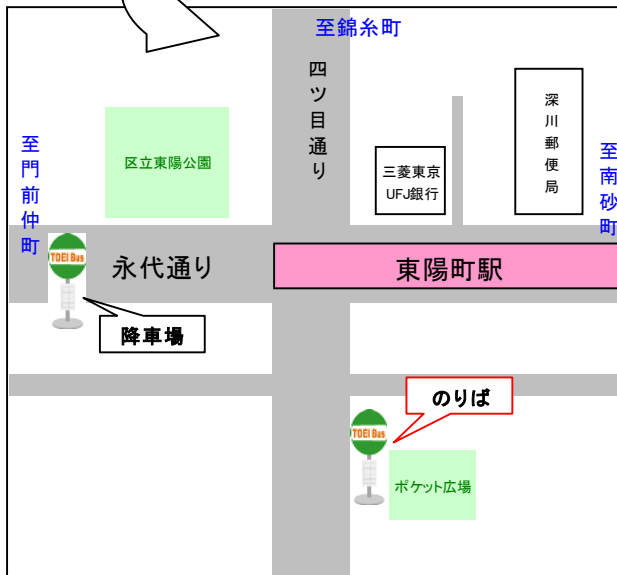 至錦糸町
四ツ目通り
深川郵便局
至門前仲町
区立東陽公園
三菱東京
UFJ銀行
至南砂町
TOEI Bus
永代通り
東陽町駅
降車場
のりば
TOEI Bus
ポケット広場